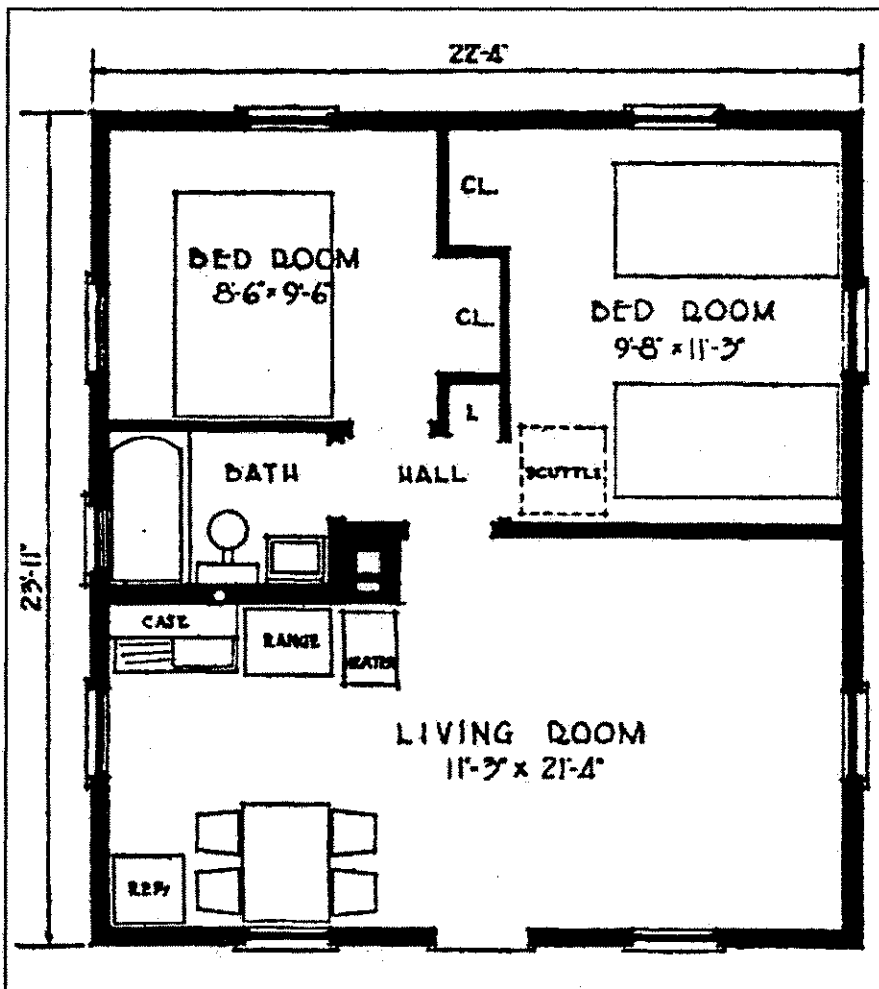 22'-4"
CL.
BED ROOM
8'-6" × 9'-6"
CL.
BED ROOM
9'-8" × 11'-3"
L
BATH
HALL
SCUTTLE
23'-11"
CASE
RANGE
HEATER
LIVING ROOM
11'-3" x 21'-4"
REF'